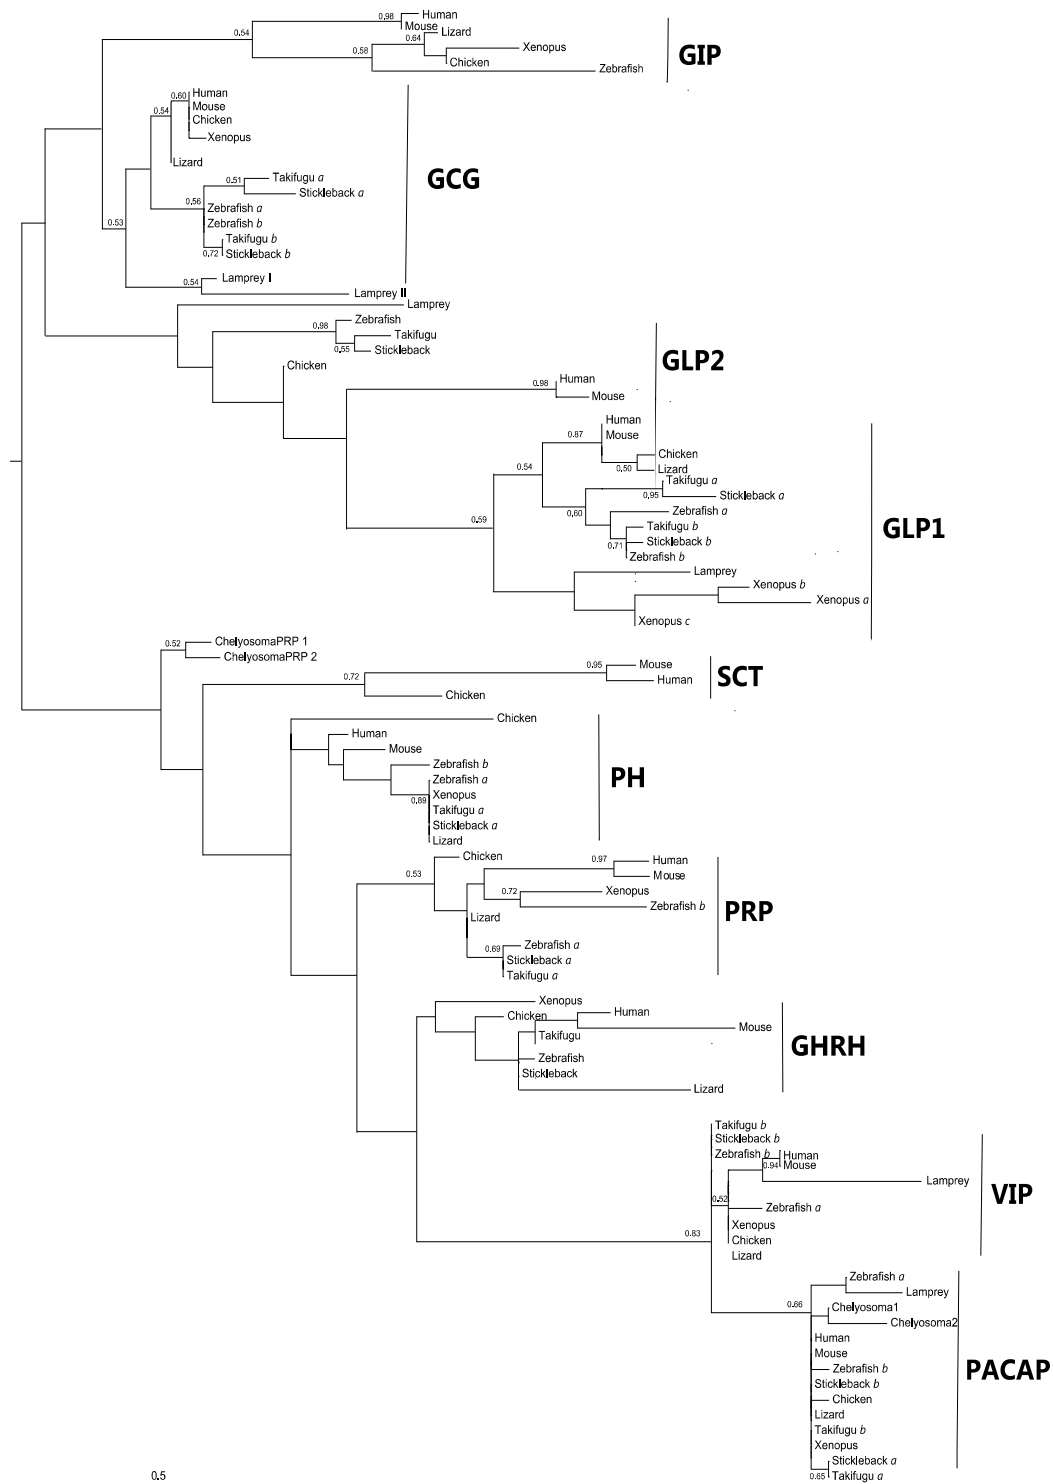 0.98
Human
Mouse
0.54
0.64
Lizard
0.58
Xenopus
Chicken
Zebrafish
GIP
0.60
Human
Mouse
0.54
Chicken
Xenopus
Lizard
GCG
0.51
Takifugu a
Stickleback a
0.56
Zebrafish a
Zebrafish b
0.53
Takifugu b
0.72
Stickleback b
0.54
Lamprey I
Lamprey II
Lamprey
Zebrafish
0.98
Takifugu
0.55
Stickleback
GLP2
Chicken
0.98
Human
Mouse
Human
0.87
Mouse
Chicken
0.50
Lizard
0.54
Takifugu a
0.95
Stickleback a
0.60
Zebrafish a
0.59
Takifugu b
0.71
Stickleback b
Zebrafish b
GLP1
Lamprey
Xenopus b
Xenopus a
Xenopus c
0.52
ChelyosomaPRP 1
ChelyosomaPRP 2
0.95
Mouse
0.72
Human
SCT
Chicken
Chicken
Human
Mouse
Zebrafish b
Zebrafish a
PH
0.89
Xenopus
Takifugu a
Stickleback a
Lizard
Chicken
0.97
Human
0.53
Mouse
0.72
Xenopus
Zebrafish b
PRP
Lizard
0.69
Zebrafish a
Stickleback a
Takifugu a
Xenopus
Chicken
Human
Mouse
Takifugu
GHRH
Zebrafish
Stickleback
Lizard
Takifugu b
Stickleback b
Zebrafish b
Human
0.94
Mouse
Lamprey
VIP
0.52
Zebrafish a
Xenopus
0.83
Chicken
Lizard
Zebrafish a
Lamprey
0.66
Chelyosoma1
Chelyosoma2
Human
Mouse
Zebrafish b
PACAP
Stickleback b
Chicken
Lizard
Takifugu b
Xenopus
Stickleback a
0.65
Takifugu a
0.5